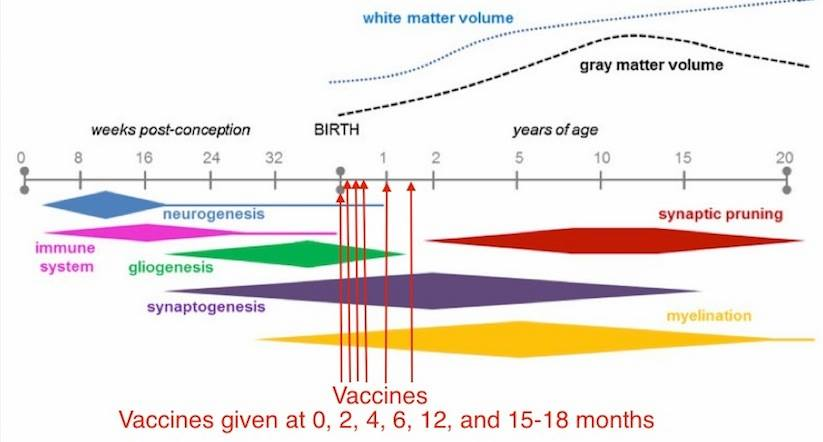 white matter volume
gray matter volume
weeks post-conception BIRTH years of age
0 8 16 24 32 1 2 5 10 15 20
neurogenesis
synaptic pruning
immune
system
gliogenesis
synaptogenesis
myelination
Vaccines
Vaccines given at 0, 2, 4, 6, 12, and 15-18 months